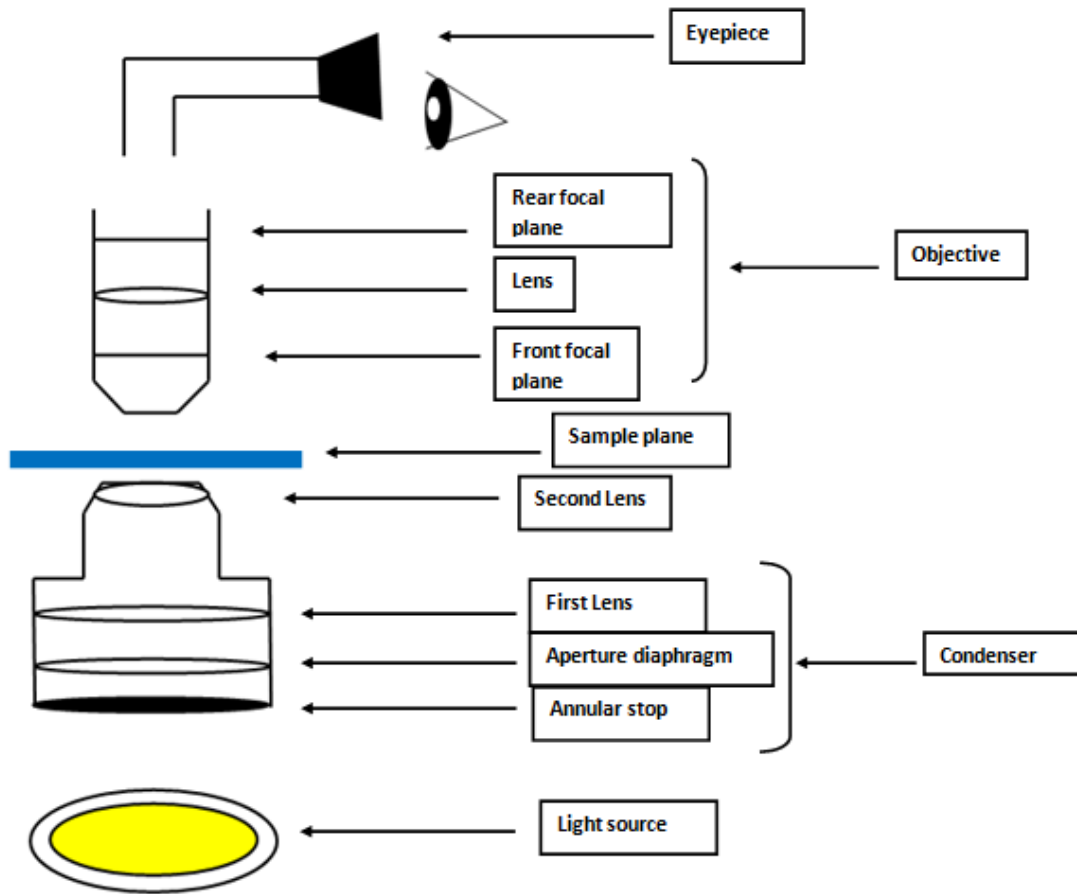 Eyepiece
Rear focal
plane
Lens
Objective
Front focal
plane
Sample plane
Second Lens
First Lens
Aperture diaphragm
Condenser
Annular stop
Light source